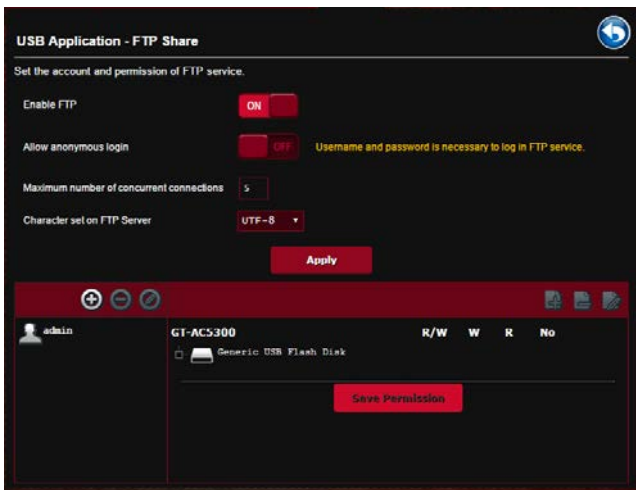 USB Application - FTP Share
Set the account and permission of FTP service.
Enable FTP
ON
Allow anonymous login
OFF
Username and password is necessary to log in FTP service.
Maximum number of concurrent connections
5
Character set on FTP Server
UTF-8
Apply
admin
GT-AC5300
R/W W R No
Generic USB Flash Disk
Save Permission